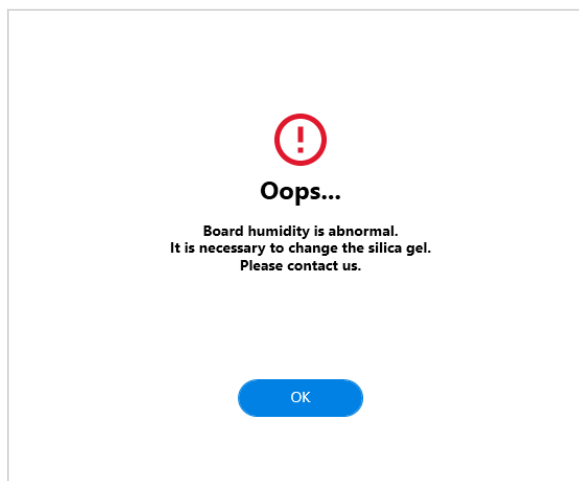 Oops...
Board humidity is abnormal.
It is necessary to change the silica gel.
Please contact us.
OK